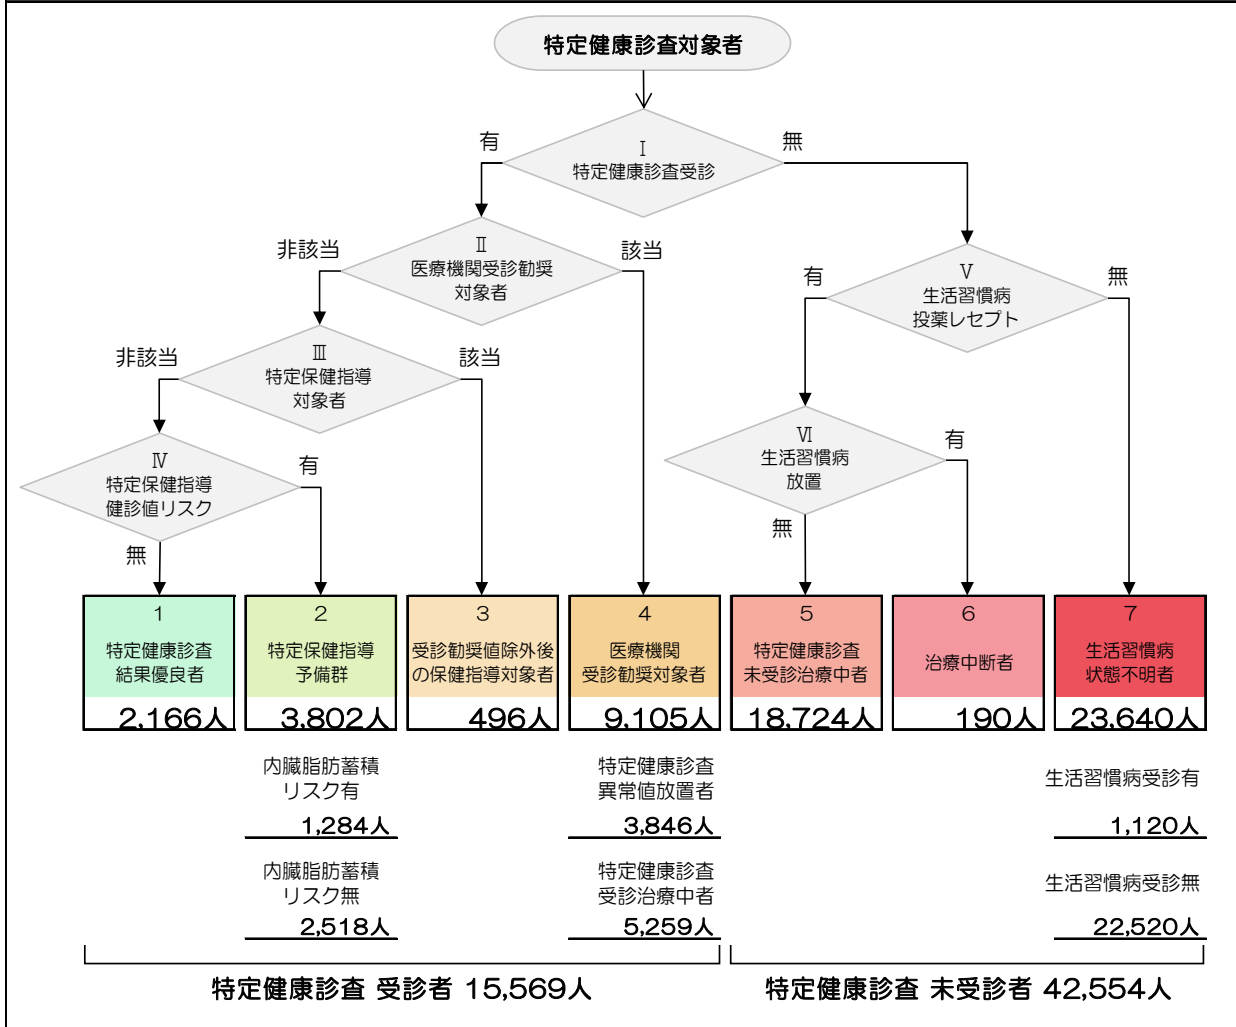 特定健康診査対象者
有
無
Ⅰ
特定健康診査受診
非該当
該当
Ⅱ
医療機関受診勧奨
対象者
有
無
Ⅴ
生活習慣病
投薬レセプト
非該当
該当
Ⅲ
特定保健指導
対象者
有
Ⅵ
生活習慣病
放置
無
有
Ⅳ
特定保健指導
健診値リスク
無
1
特定健康診査
結果優良者
2,166人
2
特定保健指導
予備群
3,802人
3
受診勧奨値除外後
の保健指導対象者
496人
4
医療機関
受診勧奨対象者
9,105人
5
特定健康診査
未受診治療中者
18,724人
6
治療中断者
190人
7
生活習慣病
状態不明者
23,640人
内臓脂肪蓄積
リスク有
1,284人
内臓脂肪蓄積
リスク無
2,518人
特定健康診査
異常値放置者
3,846人
特定健康診査
受診治療中者
5,259人
生活習慣病受診有
1,120人
生活習慣病受診無
22,520人
特定健康診査 受診者 15,569人
特定健康診査 未受診者 42,554人